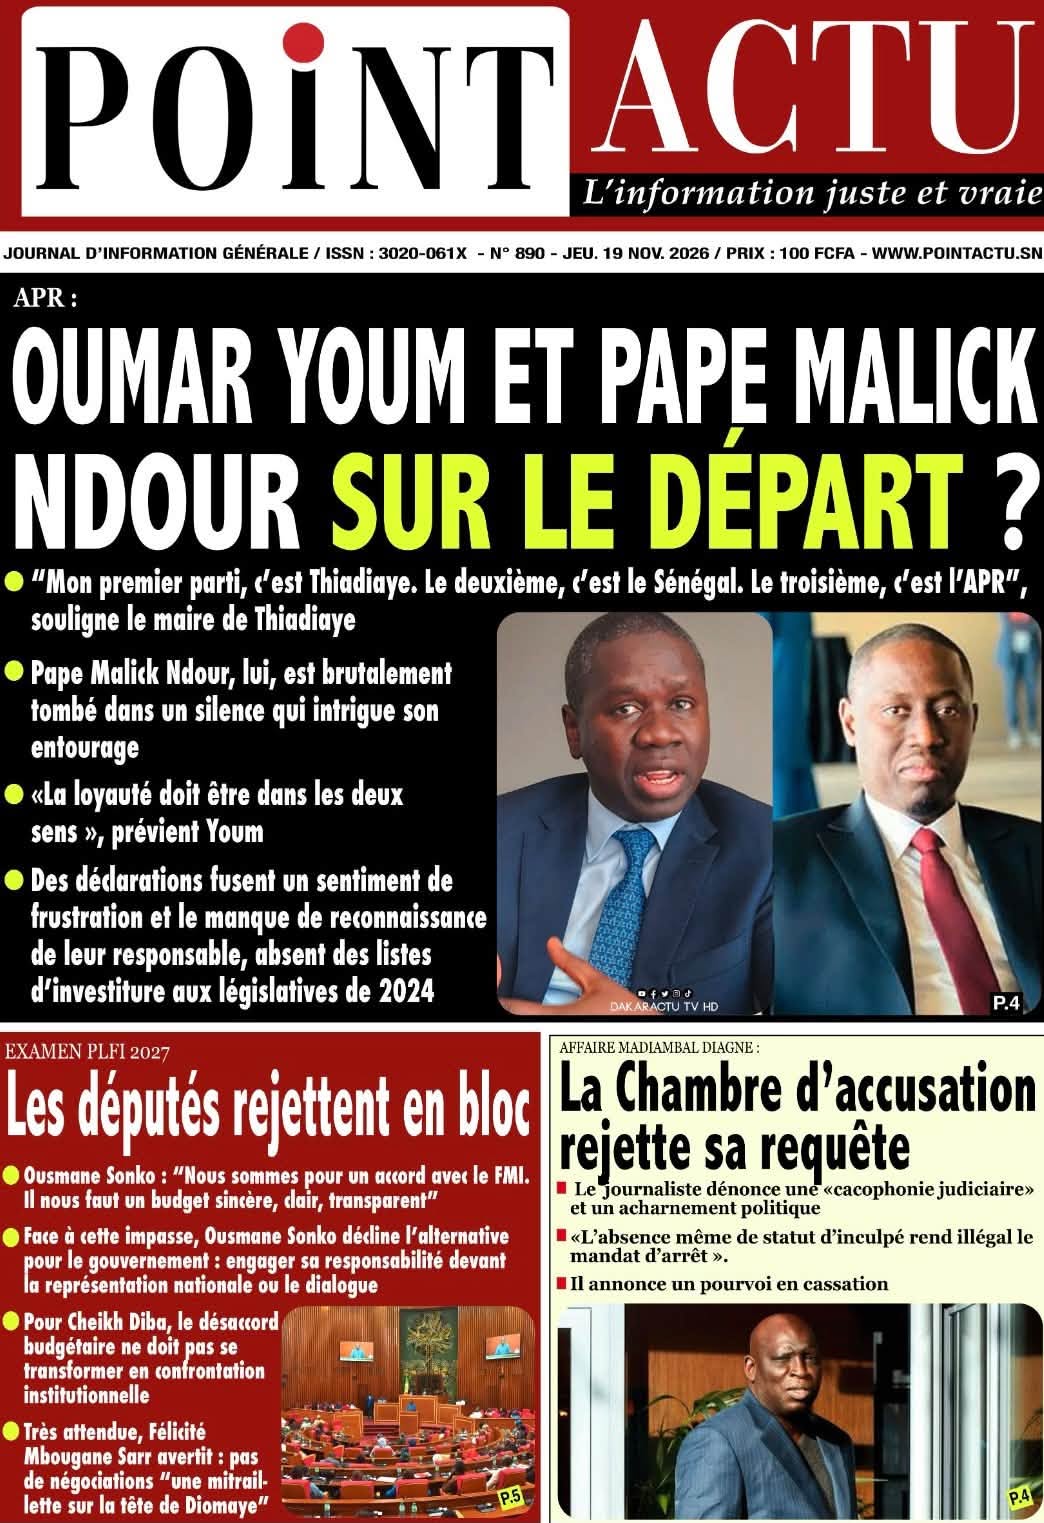 POiNT ACTU
L'information juste et vraie
JOURNAL D'INFORMATION GÉNÉRALE / ISSN : 3020-061X - N° 890 - JEU. 19 NOV. 2026 / PRIX : 100 FCFA - WWW.POINTACTU.SN
APR :
OUMAR YOUM ET PAPE MALICK
NDOUR SUR LE DÉPART ?
“Mon premier parti, c’est Thiadiaye. Le deuxième, c’est le Sénégal. Le troisième, c’est l’APR”,
souligne le maire de Thiadiaye
Pape Malick Ndour, lui, est brutalement
tombé dans un silence qui intrigue son
entourage
«La loyauté doit être dans les deux
sens », prévient Youm
Des déclarations fusent un sentiment de
frustration et le manque de reconnaissance
de leur responsable, absent des listes
d’investiture aux législatives de 2024
DAKARACTU TV HD
P.4
EXAMEN PLFI 2027
Les députés rejettent en bloc
Ousmane Sonko : “Nous sommes pour un accord avec le FMI.
Il nous faut un budget sincère, clair, transparent”
Face à cette impasse, Ousmane Sonko décline l’alternative
pour le gouvernement : engager sa responsabilité devant
la représentation nationale ou le dialogue
Pour Cheikh Diba, le désaccord
budgétaire ne doit pas se
transformer en confrontation
institutionnelle
Très attendue, Félicité
Mbougane Sarr avertit : pas
de négociations “une mitrail-
lette sur la tête de Diomaye”
P.5
AFFAIRE MADIAMBAL DIAGNE :
La Chambre d’accusation
rejette sa requête
Le journaliste dénonce une «cacophonie judiciaire»
et un acharnement politique
«L’absence même de statut d’inculpé rend illégal le
mandat d’arrêt ».
Il annonce un pourvoi en cassation
P.4